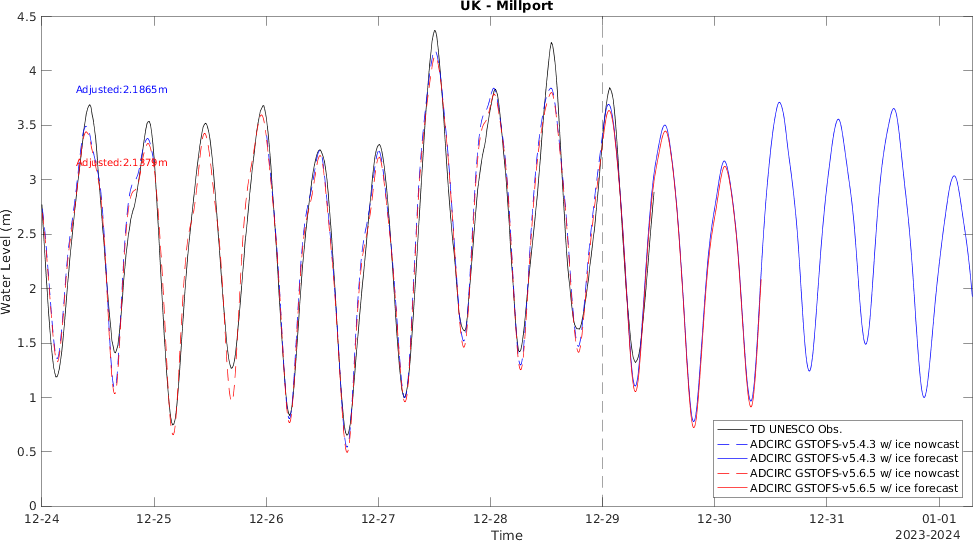 UK - Millport
4.5
4
3.5
3
2.5
2
1.5
1
0.5
0
Water Level (m)
Adjusted:2.1865m
Adjusted:2.1379m
TD UNESCO Obs.
ADCIRC GSTOFS-v5.4.3 w/ ice nowcast
ADCIRC GSTOFS-v5.4.3 w/ ice forecast
ADCIRC GSTOFS-v5.6.5 w/ ice nowcast
ADCIRC GSTOFS-v5.6.5 w/ ice forecast
12-24 12-25 12-26 12-27 12-28 12-29 12-30 12-31 01-01
Time
2023-2024